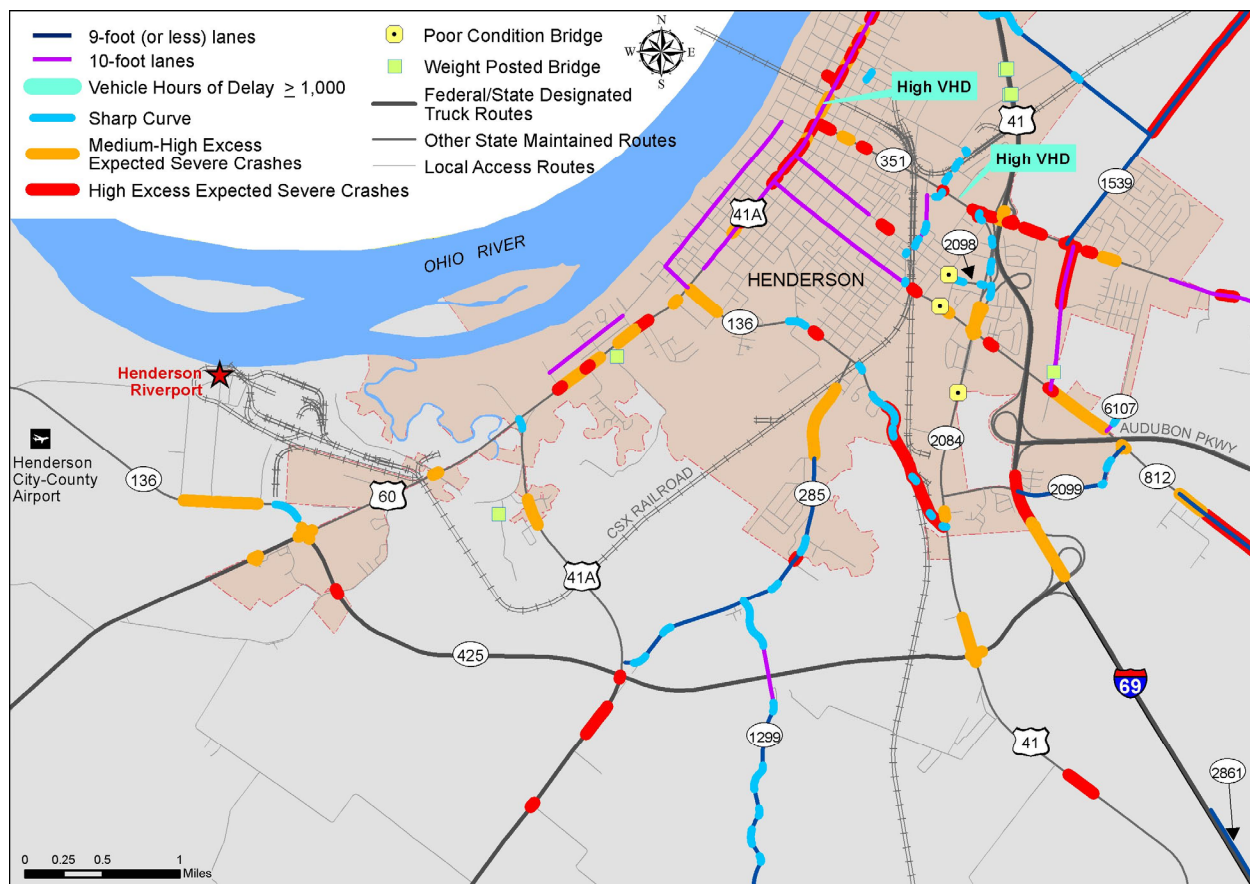 9-foot (or less) lanes
10-foot lanes
Vehicle Hours of Delay ≥ 1,000
Sharp Curve
Medium-High Excess
Expected Severe Crashes
High Excess Expected Severe Crashes
Poor Condition Bridge
Weight Posted Bridge
Federal/State Designated
Truck Routes
Other State Maintained Routes
Local Access Routes
N
W
E
S
High VHD
41
351
High VHD
1539
41A
OHIO RIVER
2098
HENDERSON
136
Henderson
Riverport
6107
AUDUBON PKWY
2084
Henderson
City-County
Airport
136
60
285
2099
812
CSX RAILROAD
41A
425
69
1299
41
2861
0
0.25
0.5
1
Miles